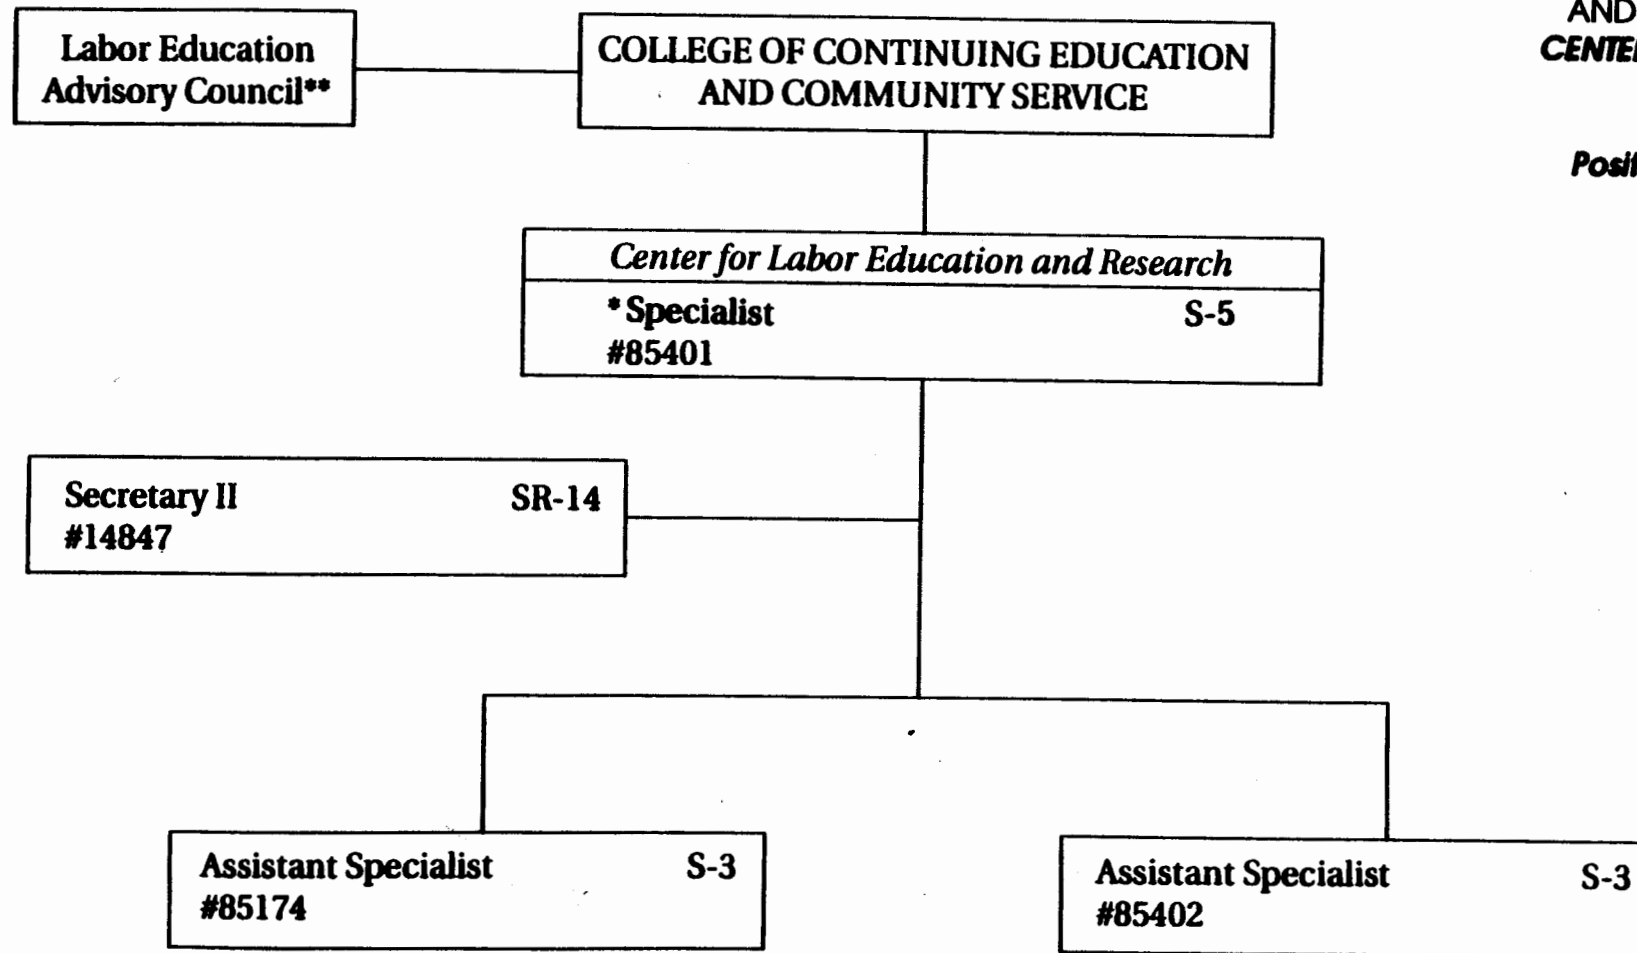 AND
Labor Education
Advisory Council**
COLLEGE OF CONTINUING EDUCATION
AND COMMUNITY SERVICE
Center for Labor Education and Research
*Specialist S-5
#85401
Secretary II SR-14
#14847
Assistant Specialist S-3
#85174
Assistant Specialist S-3
#85402